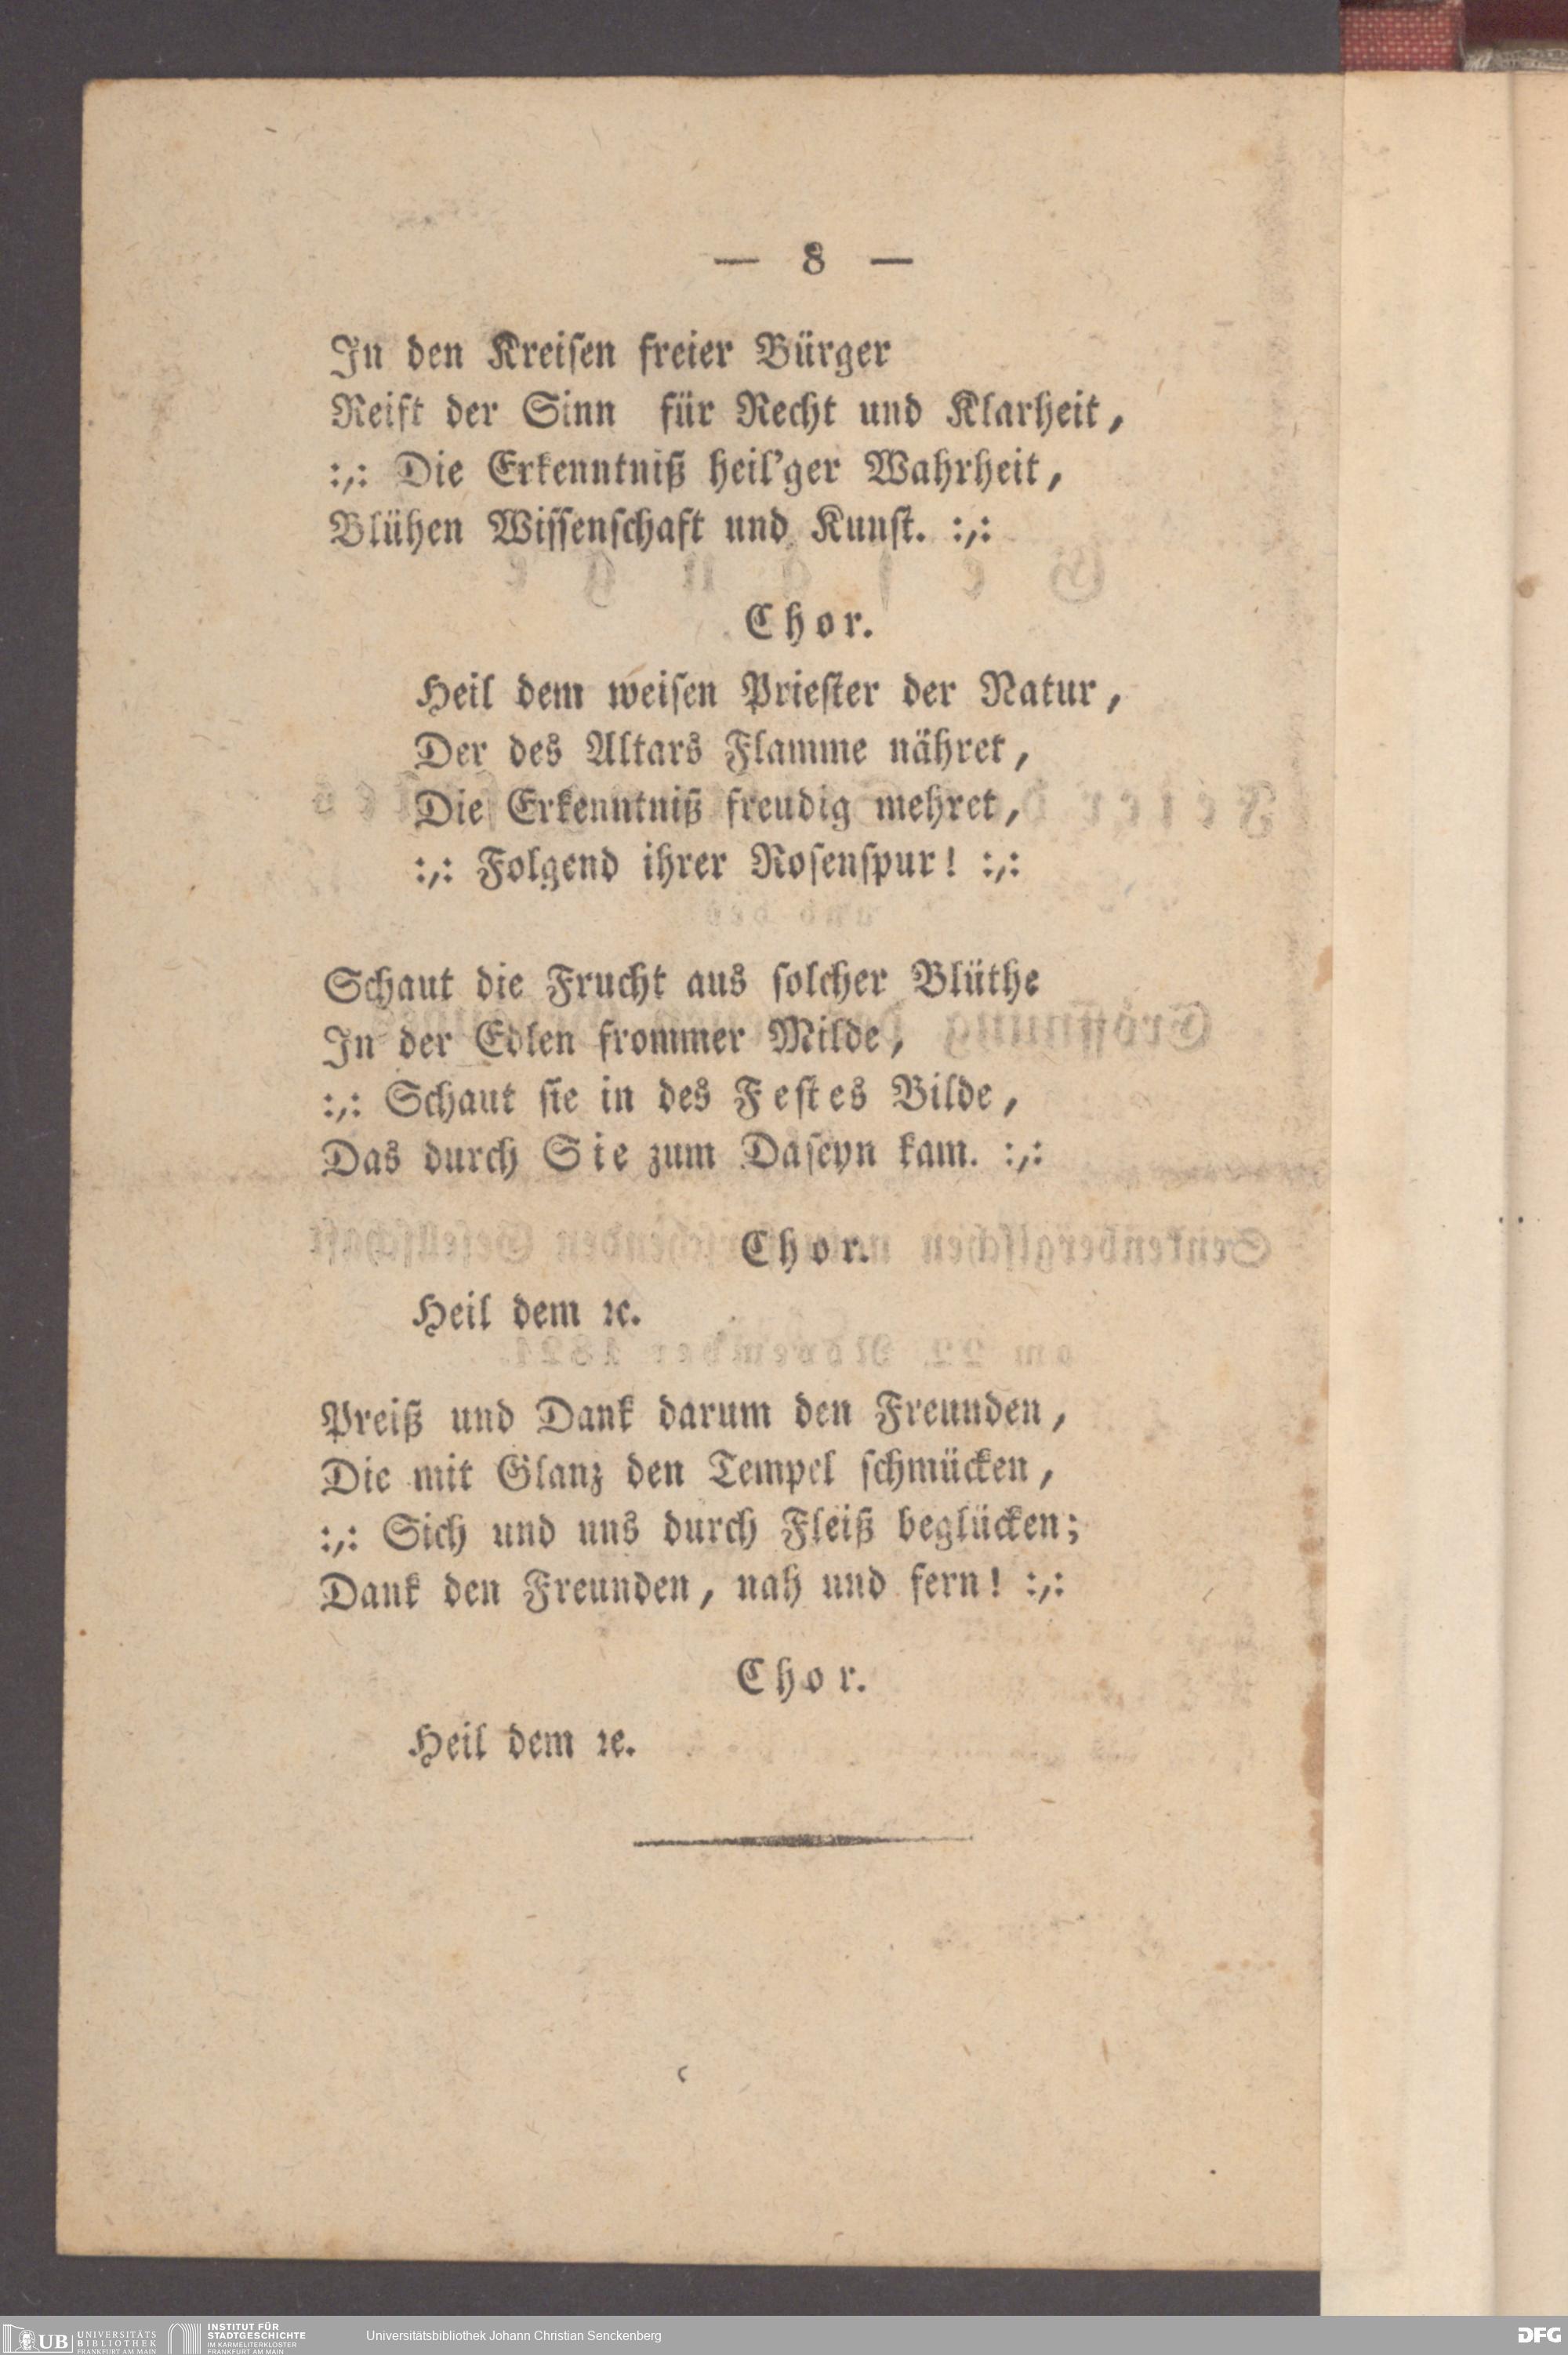 — 8 —
In den Kreiſen freier Bürger
Reift der Sinn für Recht und Klarheit,
:,: Die Erkenntniß heil'ger Wahrheit,
Blühen Wiſſenſchaft und Kunſt. :,:
Chor.
Heil dem weiſen Prieſter der Natur,
Der des Altars Flamme nähret,
Die Erkenntniß freudig mehret,
:,: Folgend ihrer Roſenſpur! :,:
Schaut die Frucht aus ſolcher Blüthe
In der Edlen frommer Milde,
:,: Schaut ſie in des Feſtes Bilde,
Das durch Sie zum Daſeyn kam. :,:
Chor.
Heil dem ꝛc.
Preiß und Dank darum den Freunden,
Die mit Glanz den Tempel ſchmücken,
:,: Sich und uns durch Fleiß beglücken;
Dank den Freunden, nah und fern! :,:
Chor.
Heil dem ꝛe.
UB UNIVERSITÄTS BIBLIOTHEK FRANKFURT AM MAIN
INSTITUT FÜR STADTGESCHICHTE IM KARMELITERKLOSTER FRANKFURT AM MAIN
Universitätsbibliothek Johann Christian Senckenberg
DFG